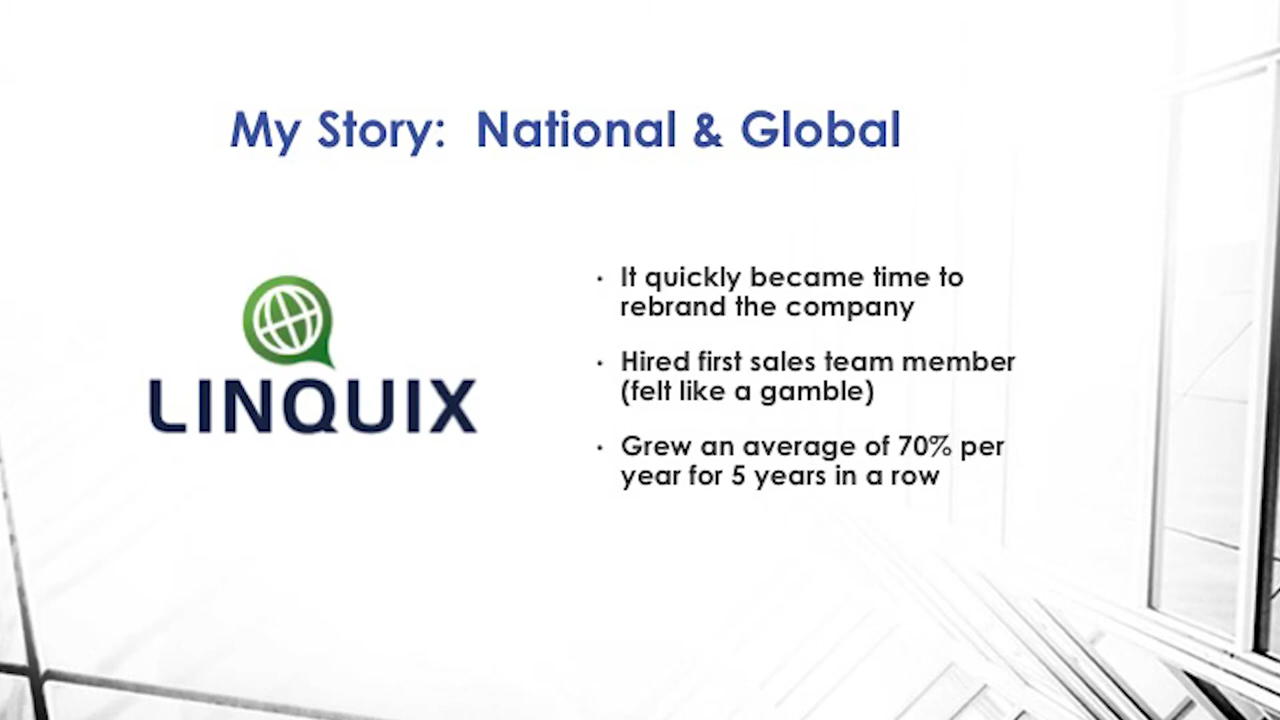 My Story: National & Global
LINQUIX
· It quickly became time to
rebrand the company
· Hired first sales team member
(felt like a gamble)
· Grew an average of 70% per
year for 5 years in a row